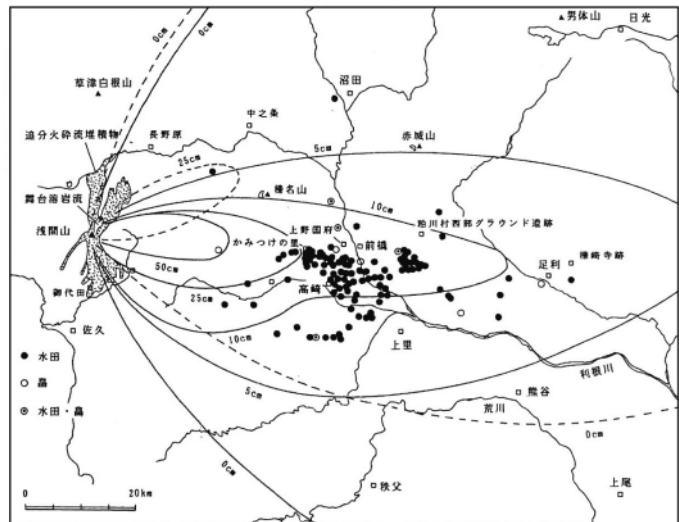 ▲男体山
日光
0cm
0cm
草津白根山
沼田
中之条
追分火砕流堆積物
長野原
赤城山
5cm
25cm
舞台溶岩流
榛名山
10cm
浅間山
上野国府
粕川村西部グラウンド遺跡
かみつけの里
前橋
樺崎寺跡
足利
50cm
御代田
25cm
高崎
佐久
10cm
上里
● 水田
○ 畠
◉ 水田・畠
5cm
利根川
熊谷
荒川
0cm
0cm
秩父
上尾
0
20km